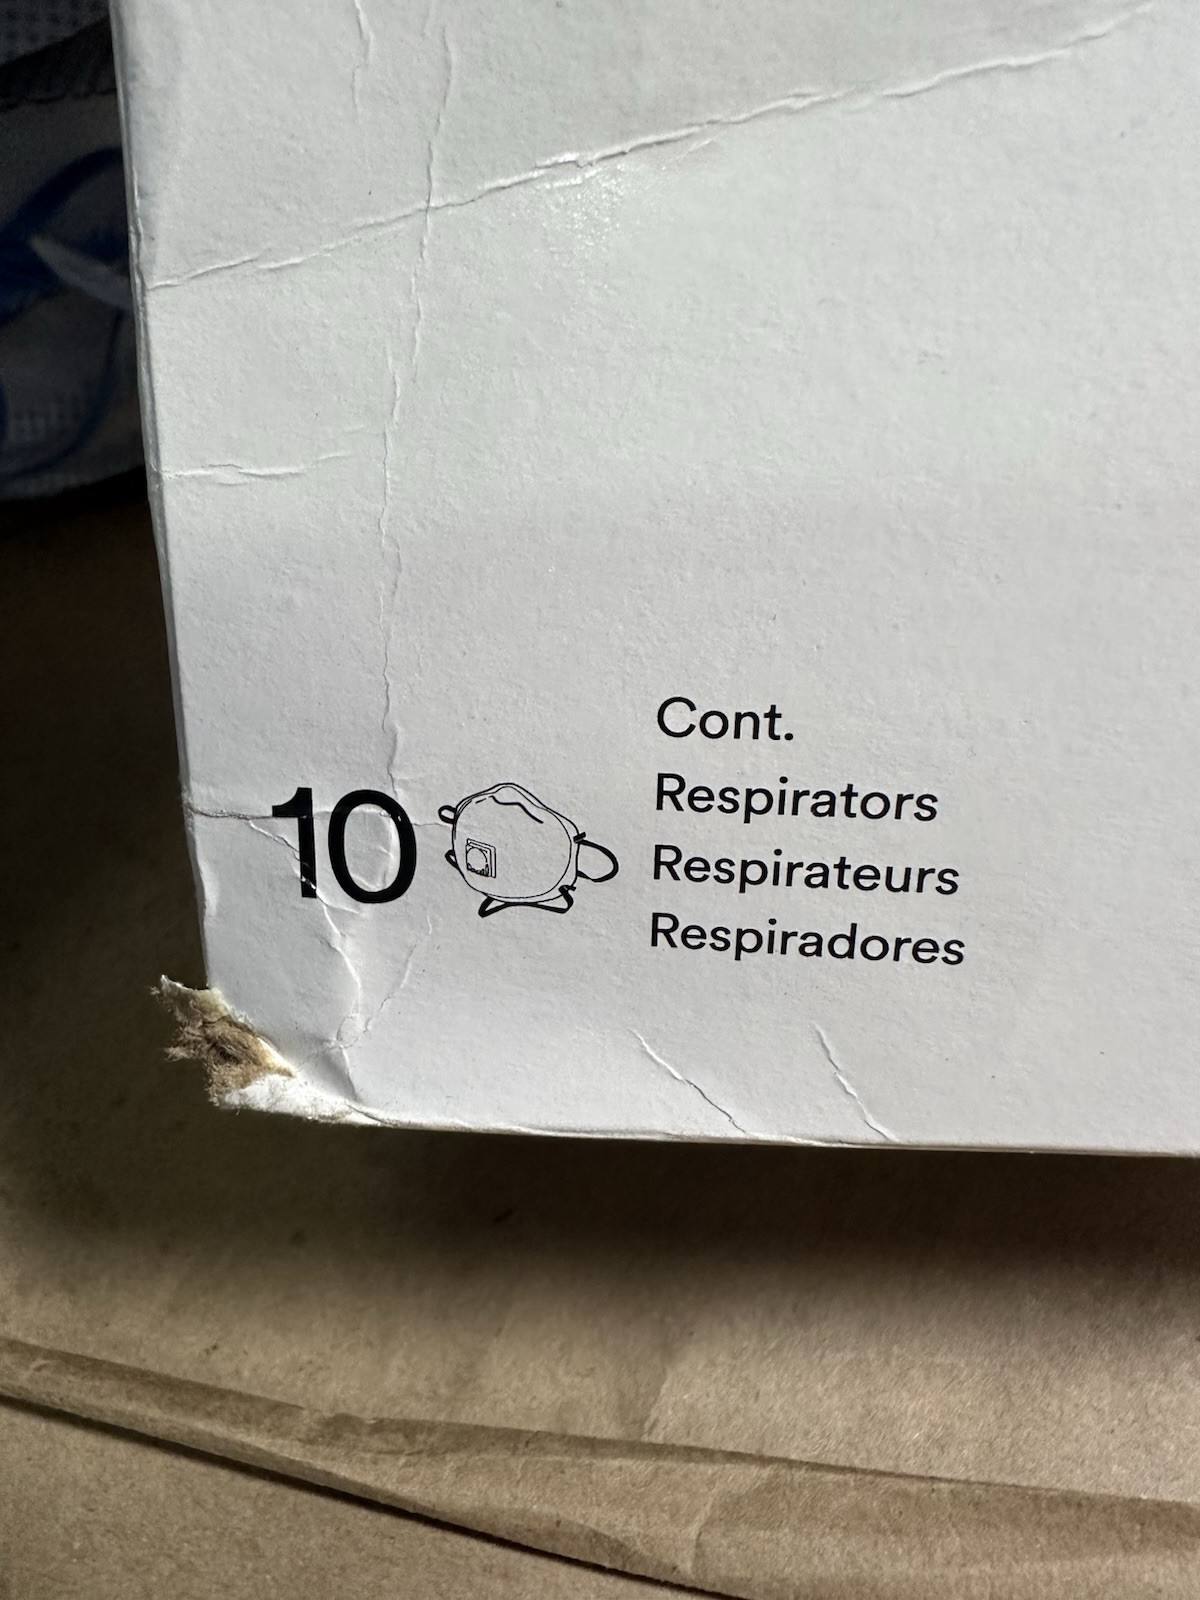 Cont.
10 Respirators
Respirateurs
Respiradores